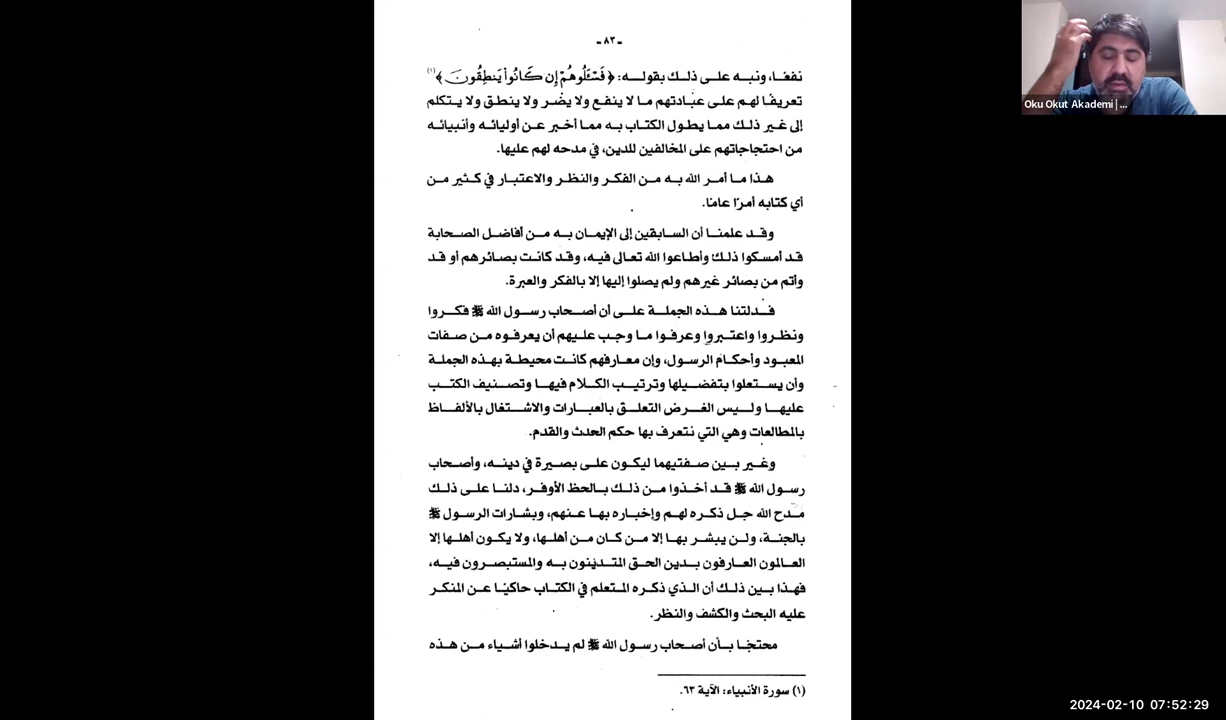 ـ٨٣ـ
نفعًا، ونبه على ذلك بقوله: ﴿ فَسْـَٔلُوهُمْ إِن كَانُوا۟ يَنطِقُونَ ﴾(١)
تعريفًا لهم على عبادتهم ما لا ينفع ولا يضر ولا ينطق ولا يتكلم
إلى غير ذلك مما يطول الكتاب به مما أخبر عن أوليائه وأنبيائه
من احتجاجاتهم على المخالفين للدين، في مدحه لهم عليها.
هذا ما أمر الله به من الفكر والنظر والاعتبار في كثير من
أي كتابه أمرًا عامًا.
وقد علمنا أن السابقين إلى الإيمان به من أفاضل الصحابة
قد أمسكوا ذلك وأطاعوا الله تعالى فيه، وقد كانت بصائرهم أو قد
وأتم من بصائر غيرهم ولم يصلوا إليها إلا بالفكر والعبرة.
فدلتنا هذه الجملة على أن أصحاب رسول الله ﷺ فكروا
ونظروا واعتبروا وعرفوا ما وجب عليهم أن يعرفوه من صفات
المعبود وأحكام الرسول، وإن معارفهم كانت محيطة بهذه الجملة
وأن يستعلوا بتفضيلها وترتيب الكلام فيها وتصنيف الكتب
عليها وليس الغرض التعلق بالعبارات والاشتغال بالألفاظ
بالمطالعات وهي التي نتعرف بها حكم الحدث والقدم.
وغير بين صفتيهما ليكون على بصيرة في دينه، وأصحاب
رسول الله ﷺ قد أخذوا من ذلك بالحظ الأوفر، دلنا على ذلك
مدح الله جل ذكره لهم وإخباره بها عنهم، وبشارات الرسول ﷺ
بالجنة، ولن يبشر بها إلا من كان من أهلها، ولا يكون أهلها إلا
العالمون العارفون بدين الحق المتدينون به والمستبصرون فيه،
فهذا بين ذلك أن الذي ذكره المتعلم في الكتاب حاكيًا عن المنكر
عليه البحث والكشف والنظر.
محتجًا بأن أصحاب رسول الله ﷺ لم يدخلوا أشياء من هذه
(١) سورة الأنبياء: الآية ٦٣.
Oku Okut Akademi | ...
2024-02-10 07:52:29